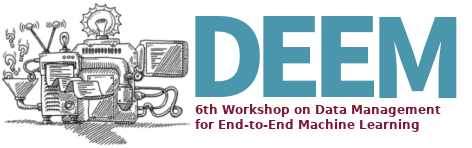 DEEM
6th Workshop on Data Management
for End-to-End Machine Learning